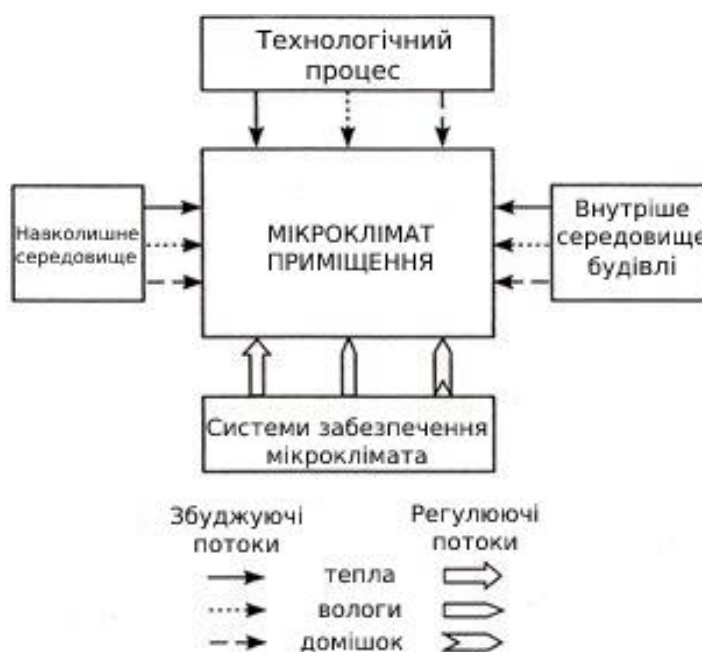 Технологічний
процес
Навколишнє
середовище
МІКРОКЛІМАТ
ПРИМІЩЕННЯ
Внутріше
середовище
будівлі
Системи забезпечення
мікроклімата
Збуджуючі
потоки
Регулюючі
потоки
тепла
вологи
домішок